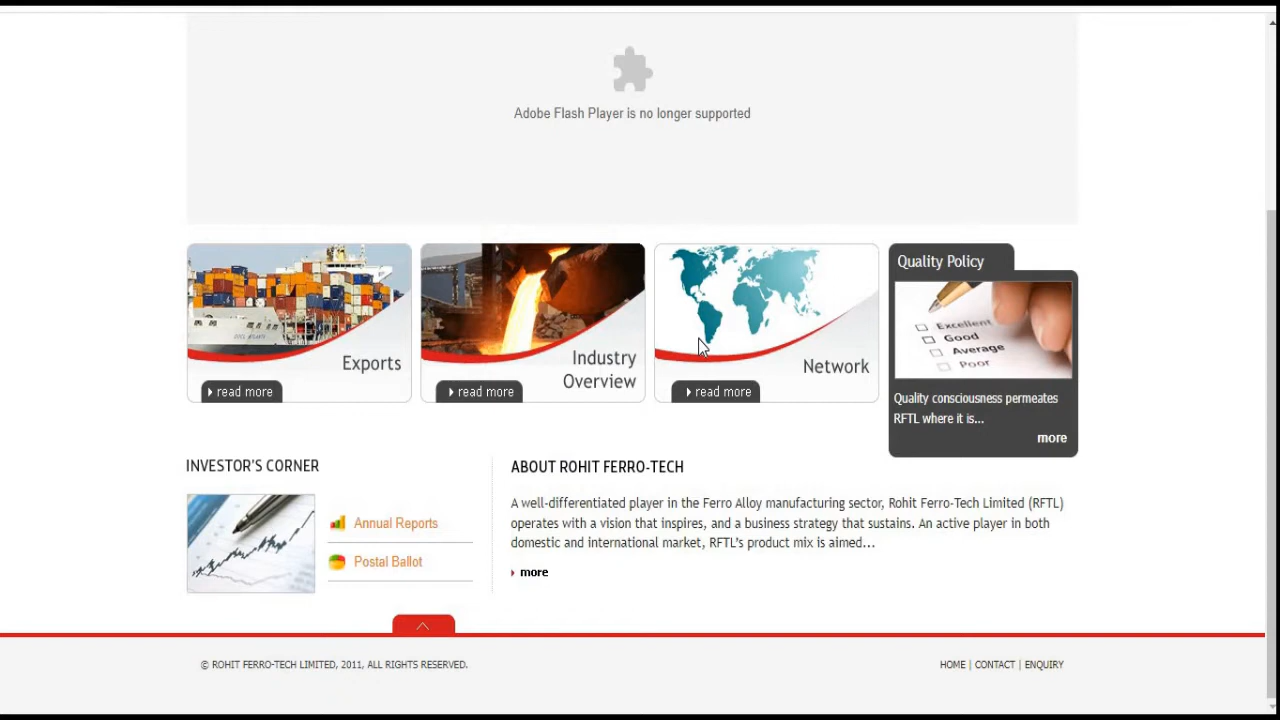 Adobe Flash Player is no longer supported
Exports
read more
Industry
Overview
read more
Network
read more
Quality Policy
Excellent
Good
Average
Poor
Quality consciousness permeates
RFTL where it is...
more
INVESTOR'S CORNER
Annual Reports
Postal Ballot
ABOUT ROHIT FERRO-TECH
A well-differentiated player in the Ferro Alloy manufacturing sector, Rohit Ferro-Tech Limited (RFTL)
operates with a vision that inspires, and a business strategy that sustains. An active player in both
domestic and international market, RFTL's product mix is aimed...
more
© ROHIT FERRO-TECH LIMITED, 2011, ALL RIGHTS RESERVED.
HOME | CONTACT | ENQUIRY